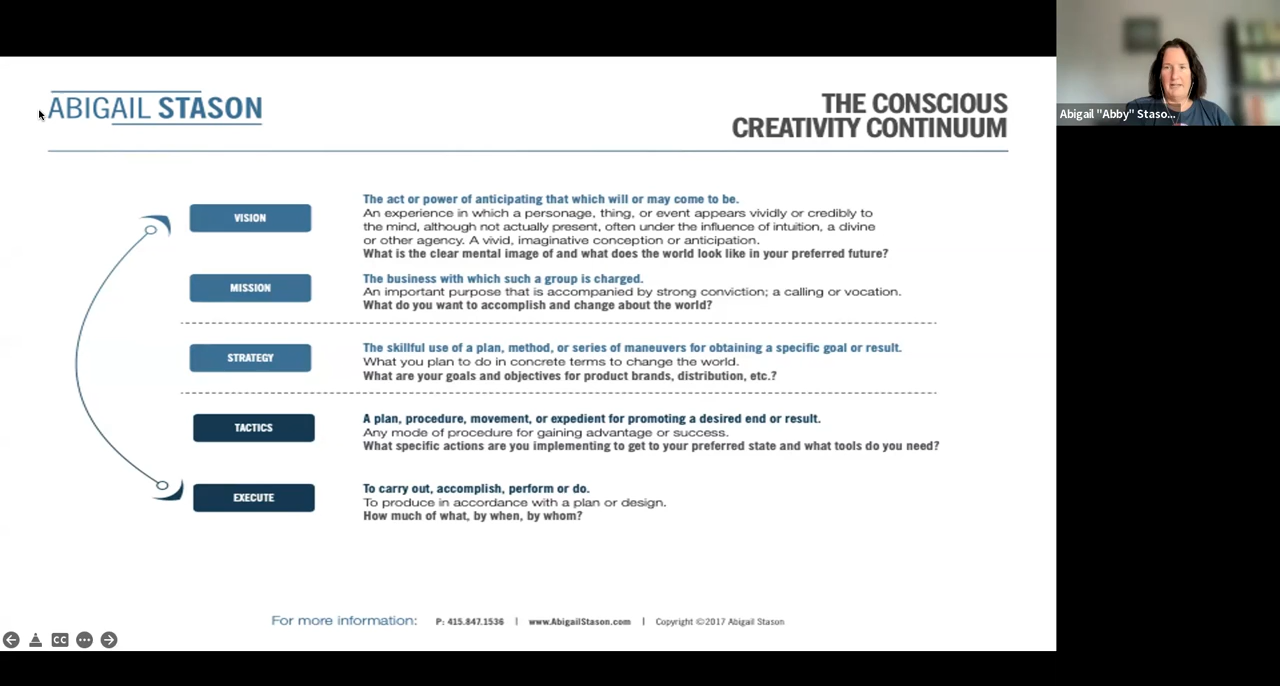 ABIGAIL STASON
THE CONSCIOUS
CREATIVITY CONTINUUM
Abigail "Abby" Staso...
VISION
The act or power of anticipating that which will or may come to be.
An experience in which a personage, thing, or event appears vividly or credibly to
the mind, although not actually present, often under the influence of intuition, a divine
or other agency. A vivid, imaginative conception or anticipation.
What is the clear mental image of and what does the world look like in your preferred future?
MISSION
The business with which such a group is charged.
An important purpose that is accompanied by strong conviction; a calling or vocation.
What do you want to accomplish and change about the world?
STRATEGY
The skillful use of a plan, method, or series of maneuvers for obtaining a specific goal or result.
What you plan to do in concrete terms to change the world.
What are your goals and objectives for product brands, distribution, etc.?
TACTICS
A plan, procedure, movement, or expedient for promoting a desired end or result.
Any mode of procedure for gaining advantage or success.
What specific actions are you implementing to get to your preferred state and what tools do you need?
EXECUTE
To carry out, accomplish, perform or do.
To produce in accordance with a plan or design.
How much of what, by when, by whom?
For more information: P: 415.847.1536 | www.AbigailStason.com | Copyright ©2017 Abigail Stason
CC